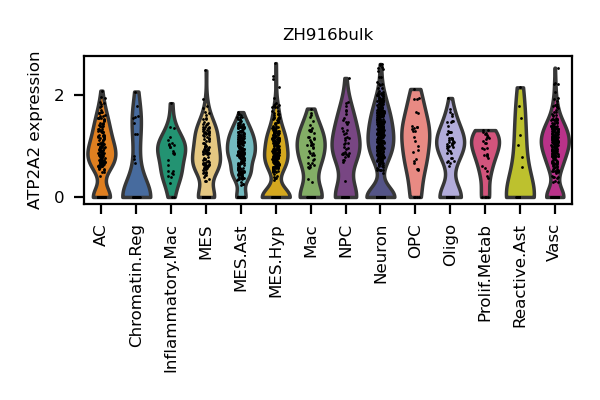 ZH916bulk
ATP2A2 expression
2
0
AC
Chromatin.Reg
Inflammatory.Mac
MES
MES.Ast
MES.Hyp
Mac
NPC
Neuron
OPC
Oligo
Prolif.Metab
Reactive.Ast
Vasc